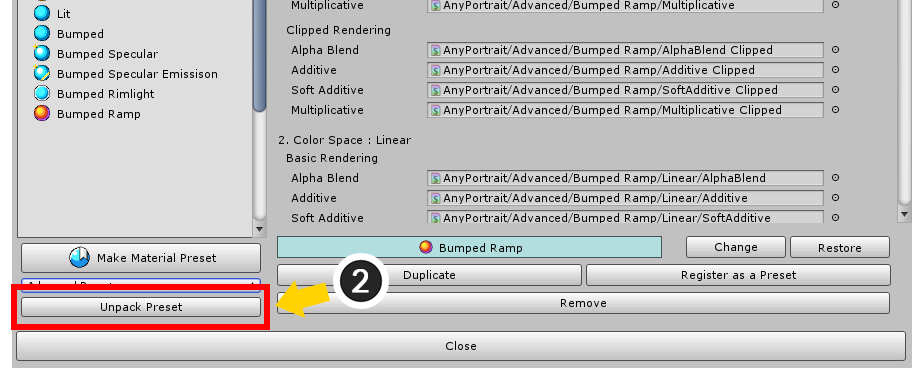 Lit
Bumped
Bumped Specular
Bumped Specular Emissison
Bumped Rimlight
Bumped Ramp
Make Material Preset
Unpack Preset
Multiplicative AnyPortrait/Advanced/Bumped Ramp/Multiplicative
Clipped Rendering
Alpha Blend AnyPortrait/Advanced/Bumped Ramp/AlphaBlend Clipped
Additive AnyPortrait/Advanced/Bumped Ramp/Additive Clipped
Soft Additive AnyPortrait/Advanced/Bumped Ramp/SoftAdditive Clipped
Multiplicative AnyPortrait/Advanced/Bumped Ramp/Multiplicative Clipped
2. Color Space : Linear
Basic Rendering
Alpha Blend AnyPortrait/Advanced/Bumped Ramp/Linear/AlphaBlend
Additive AnyPortrait/Advanced/Bumped Ramp/Linear/Additive
Soft Additive AnyPortrait/Advanced/Bumped Ramp/Linear/SoftAdditive
Bumped Ramp Change Restore
2 Duplicate Register as a Preset
Remove
Close